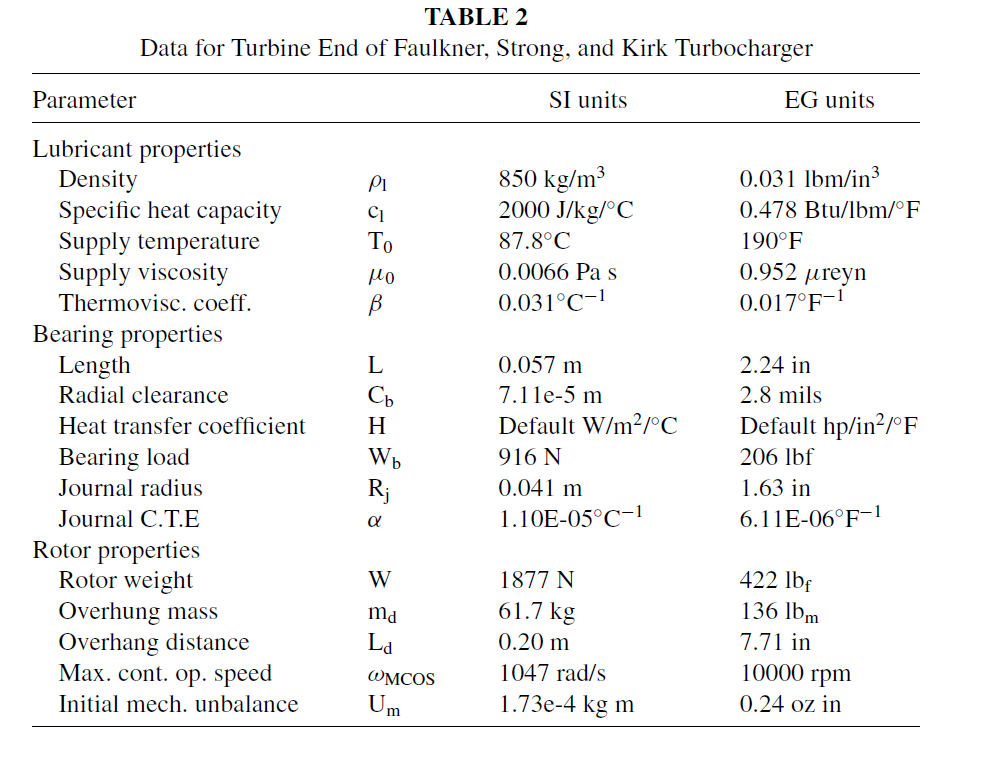 TABLE 2
Data for Turbine End of Faulkner, Strong, and Kirk Turbocharger
Parameter SI units EG units
Lubricant properties
Density ρl 850 kg/m³ 0.031 lbm/in³
Specific heat capacity cl 2000 J/kg/°C 0.478 Btu/lbm/°F
Supply temperature T0 87.8°C 190°F
Supply viscosity μ0 0.0066 Pa s 0.952 μreyn
Thermovisc. coeff. β 0.031°C−1 0.017°F−1
Bearing properties
Length L 0.057 m 2.24 in
Radial clearance Cb 7.11e-5 m 2.8 mils
Heat transfer coefficient H Default W/m²/°C Default hp/in²/°F
Bearing load Wb 916 N 206 lbf
Journal radius Rj 0.041 m 1.63 in
Journal C.T.E α 1.10E-05°C−1 6.11E-06°F−1
Rotor properties
Rotor weight W 1877 N 422 lbf
Overhung mass md 61.7 kg 136 lbm
Overhang distance Ld 0.20 m 7.71 in
Max. cont. op. speed ωMCOS 1047 rad/s 10000 rpm
Initial mech. unbalance Um 1.73e-4 kg m 0.24 oz in